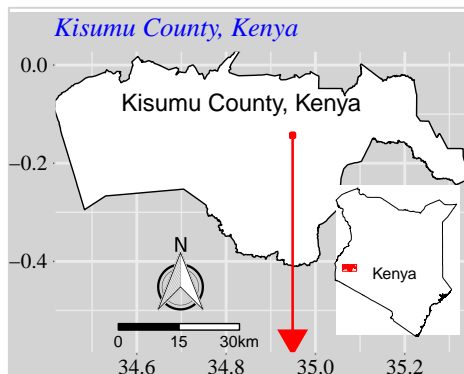 Kisumu County, Kenya
0.0
Kisumu County, Kenya
−0.2
−0.4
N
Kenya
0 15 30km
34.6 34.8 35.0 35.2